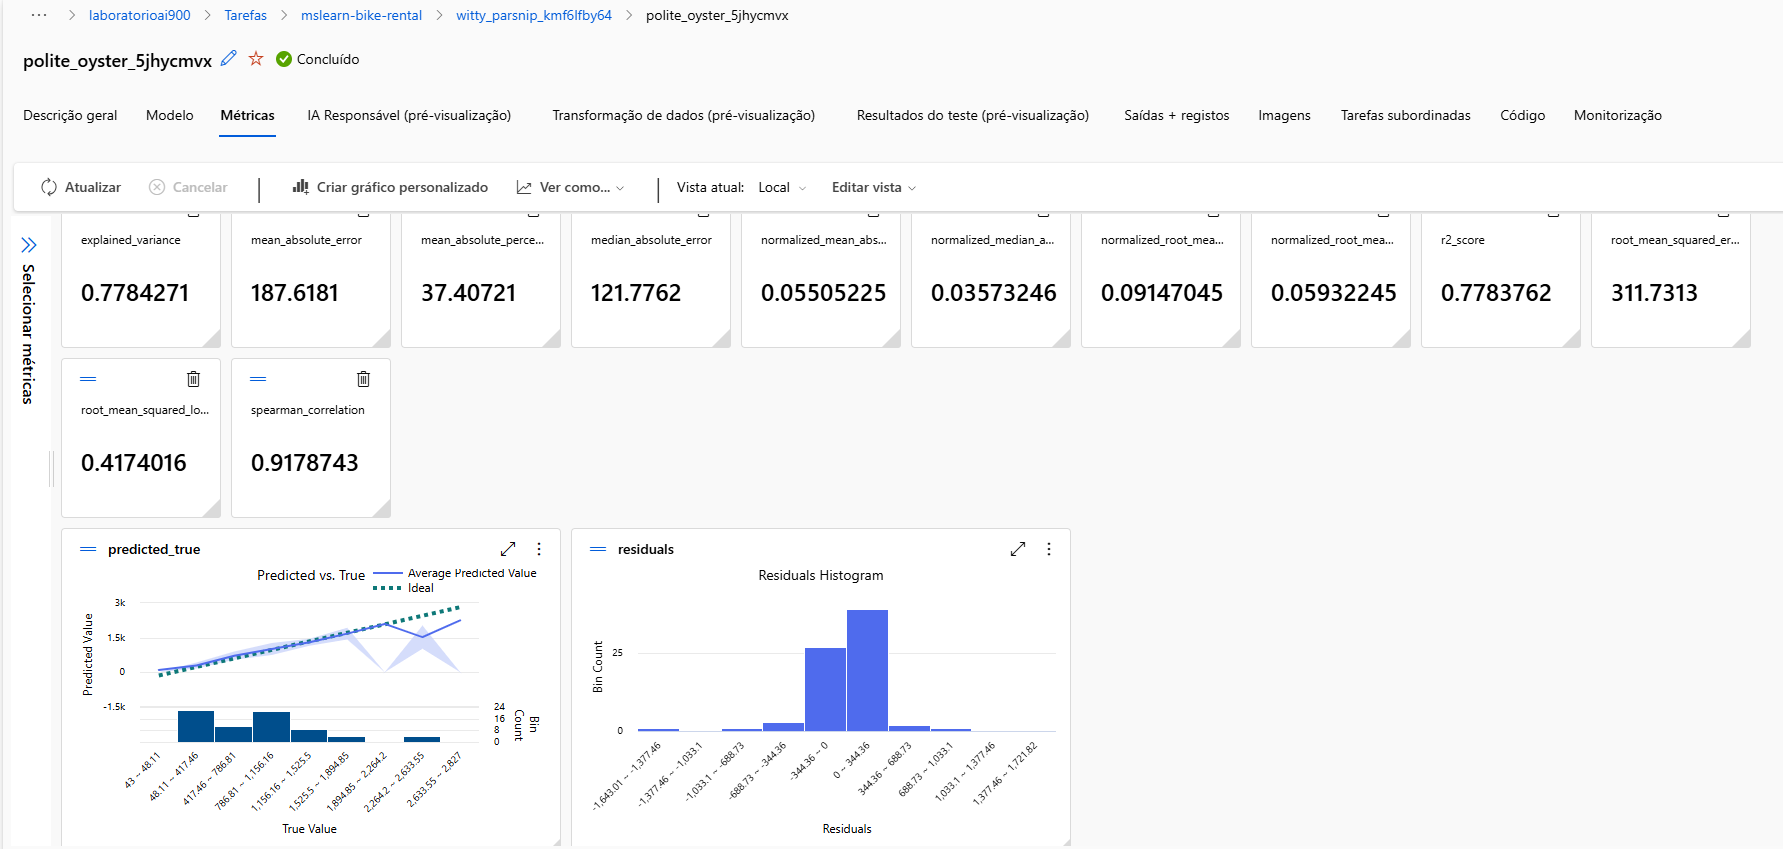 ··· > laboratorioai900 > Tarefas > mslearn-bike-rental > witty_parsnip_kmf6lfby64 > polite_oyster_5jhycmvx
polite_oyster_5jhycmvx Concluído
Descrição geral Modelo Métricas IA Responsável (pré-visualização) Transformação de dados (pré-visualização) Resultados do teste (pré-visualização) Saídas + registos Imagens Tarefas subordinadas Código Monitorização
Atualizar Cancelar | Criar gráfico personalizado Ver como... | Vista atual: Local Editar vista
Selecionar métricas
explained_variance mean_absolute_error mean_absolute_perce... median_absolute_error normalized_mean_abs... normalized_median_a... normalized_root_mea... normalized_root_mea... r2_score root_mean_squared_er...
0.7784271 187.6181 37.40721 121.7762 0.05505225 0.03573246 0.09147045 0.05932245 0.7783762 311.7313
root_mean_squared_lo... spearman_correlation
0.4174016 0.9178743
predicted_true
Predicted vs. True
Average Predicted Value
Ideal
Predicted Value
3k
1.5k
0
-1.5k
24
16
8
0
Bin
Count
43 ~ 48.11
48.11 ~ 417.46
417.46 ~ 786.81
786.81 ~ 1,156.16
1,156.16 ~ 1,525.5
1,525.5 ~ 1,894.85
1,894.85 ~ 2,264.2
2,264.2 ~ 2,633.55
2,633.55 ~ 2,827
True Value
residuals
Residuals Histogram
Bin Count
25
0
-1,643.01 ~ -1,377.46
-1,377.46 ~ -1,033.1
-1,033.1 ~ -688.73
-688.73 ~ -344.36
-344.36 ~ 0
0 ~ 344.36
344.36 ~ 688.73
688.73 ~ 1,033.1
1,033.1 ~ 1,377.46
1,377.46 ~ 1,721.82
Residuals